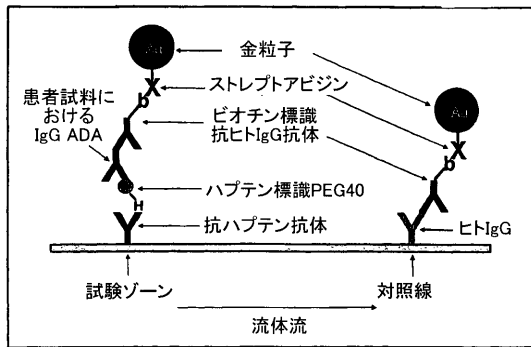 Au
金粒子
ストレプトアビジン
X
b
患者試料に
おける
IgG ADA
ビオチン標識
抗ヒトIgG抗体
Au
X
b
ハプテン標識PEG40
H
抗ハプテン抗体
ヒトIgG
試験ゾーン
対照線
流体流